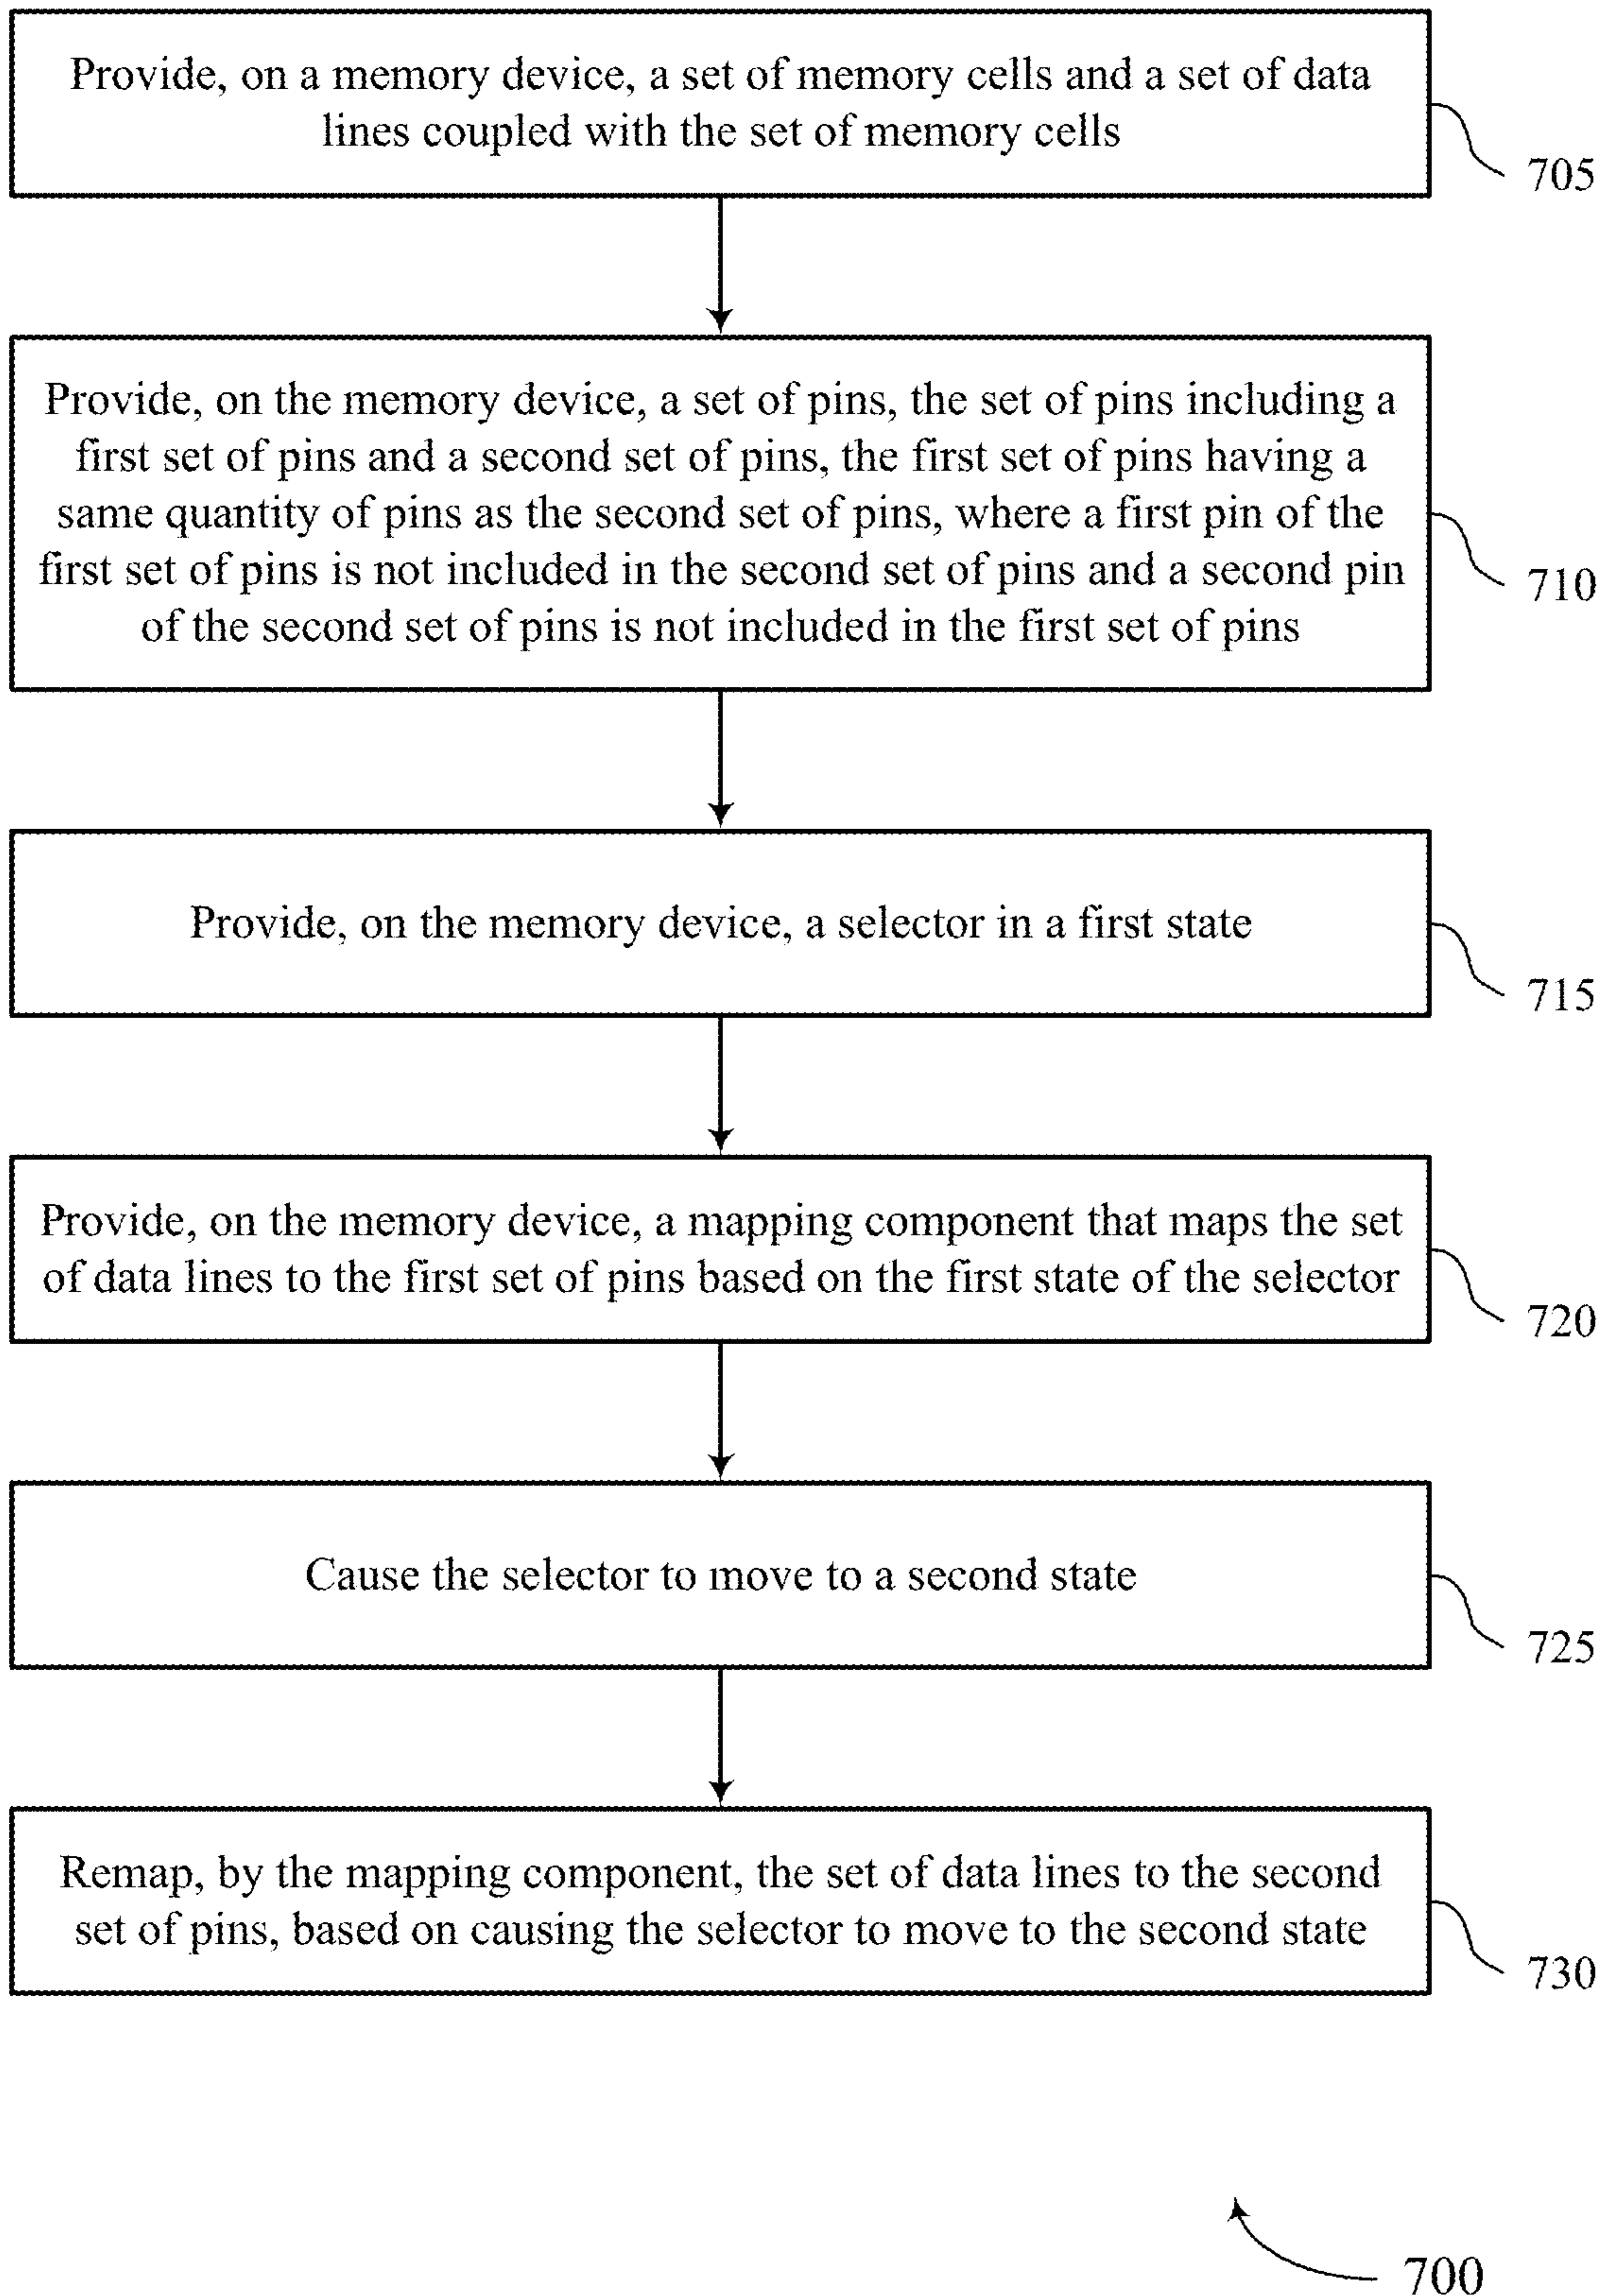 Provide, on a memory device, a set of memory cells and a set of data
lines coupled with the set of memory cells
705
Provide, on the memory device, a set of pins, the set of pins including a
first set of pins and a second set of pins, the first set of pins having a
same quantity of pins as the second set of pins, where a first pin of the
first set of pins is not included in the second set of pins and a second pin
of the second set of pins is not included in the first set of pins
710
Provide, on the memory device, a selector in a first state
715
Provide, on the memory device, a mapping component that maps the set
of data lines to the first set of pins based on the first state of the selector
720
Cause the selector to move to a second state
725
Remap, by the mapping component, the set of data lines to the second
set of pins, based on causing the selector to move to the second state
730
700